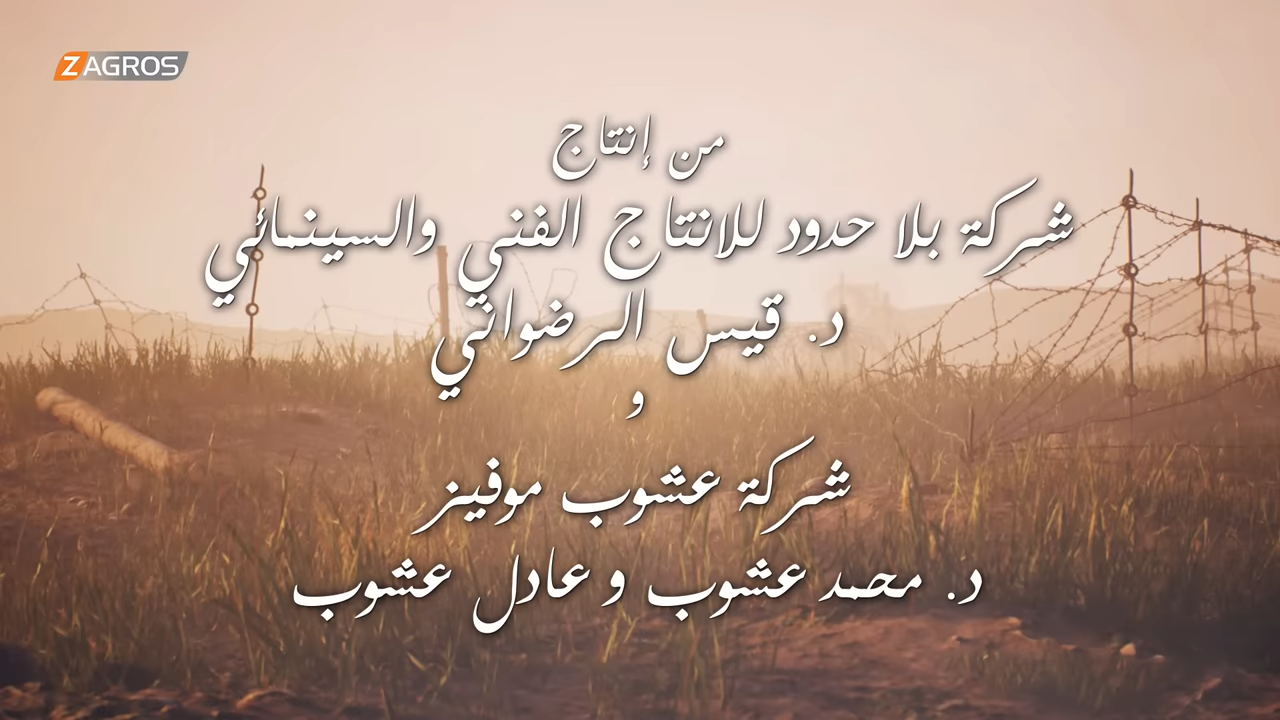 ZAGROS
من إنتاج
شركة بلا حدود للانتاج الفني والسينمائي
د. قيس الرضواني
و
شركة عشوب موفيز
د. محمد عشوب و عادل عشوب